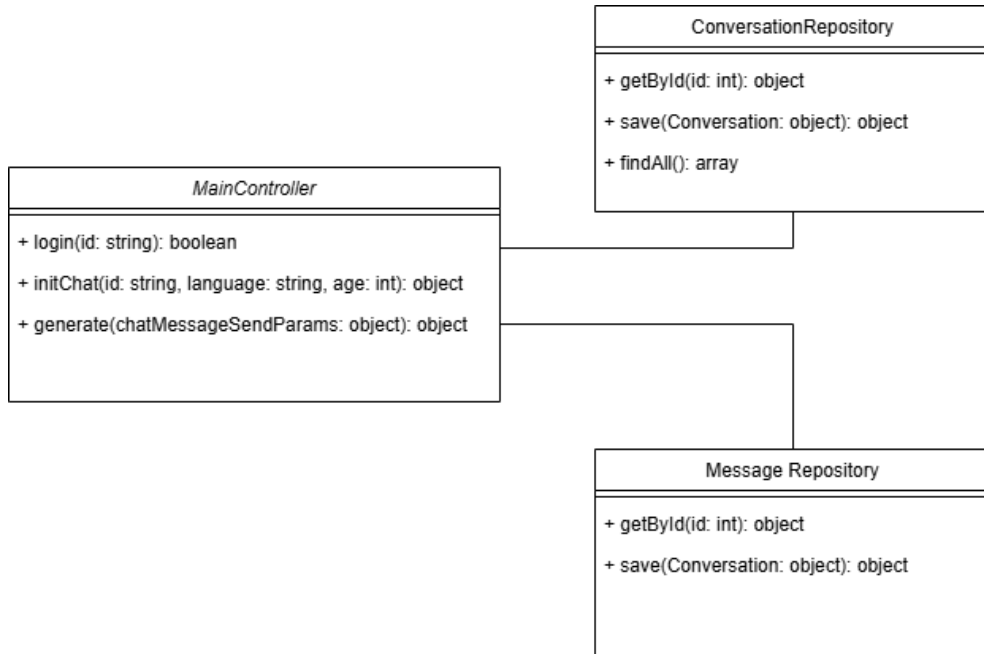 ConversationRepository
+ getById(id: int): object
+ save(Conversation: object): object
+ findAll(): array
MainController
+ login(id: string): boolean
+ initChat(id: string, language: string, age: int): object
+ generate(chatMessageSendParams: object): object
Message Repository
+ getById(id: int): object
+ save(Conversation: object): object